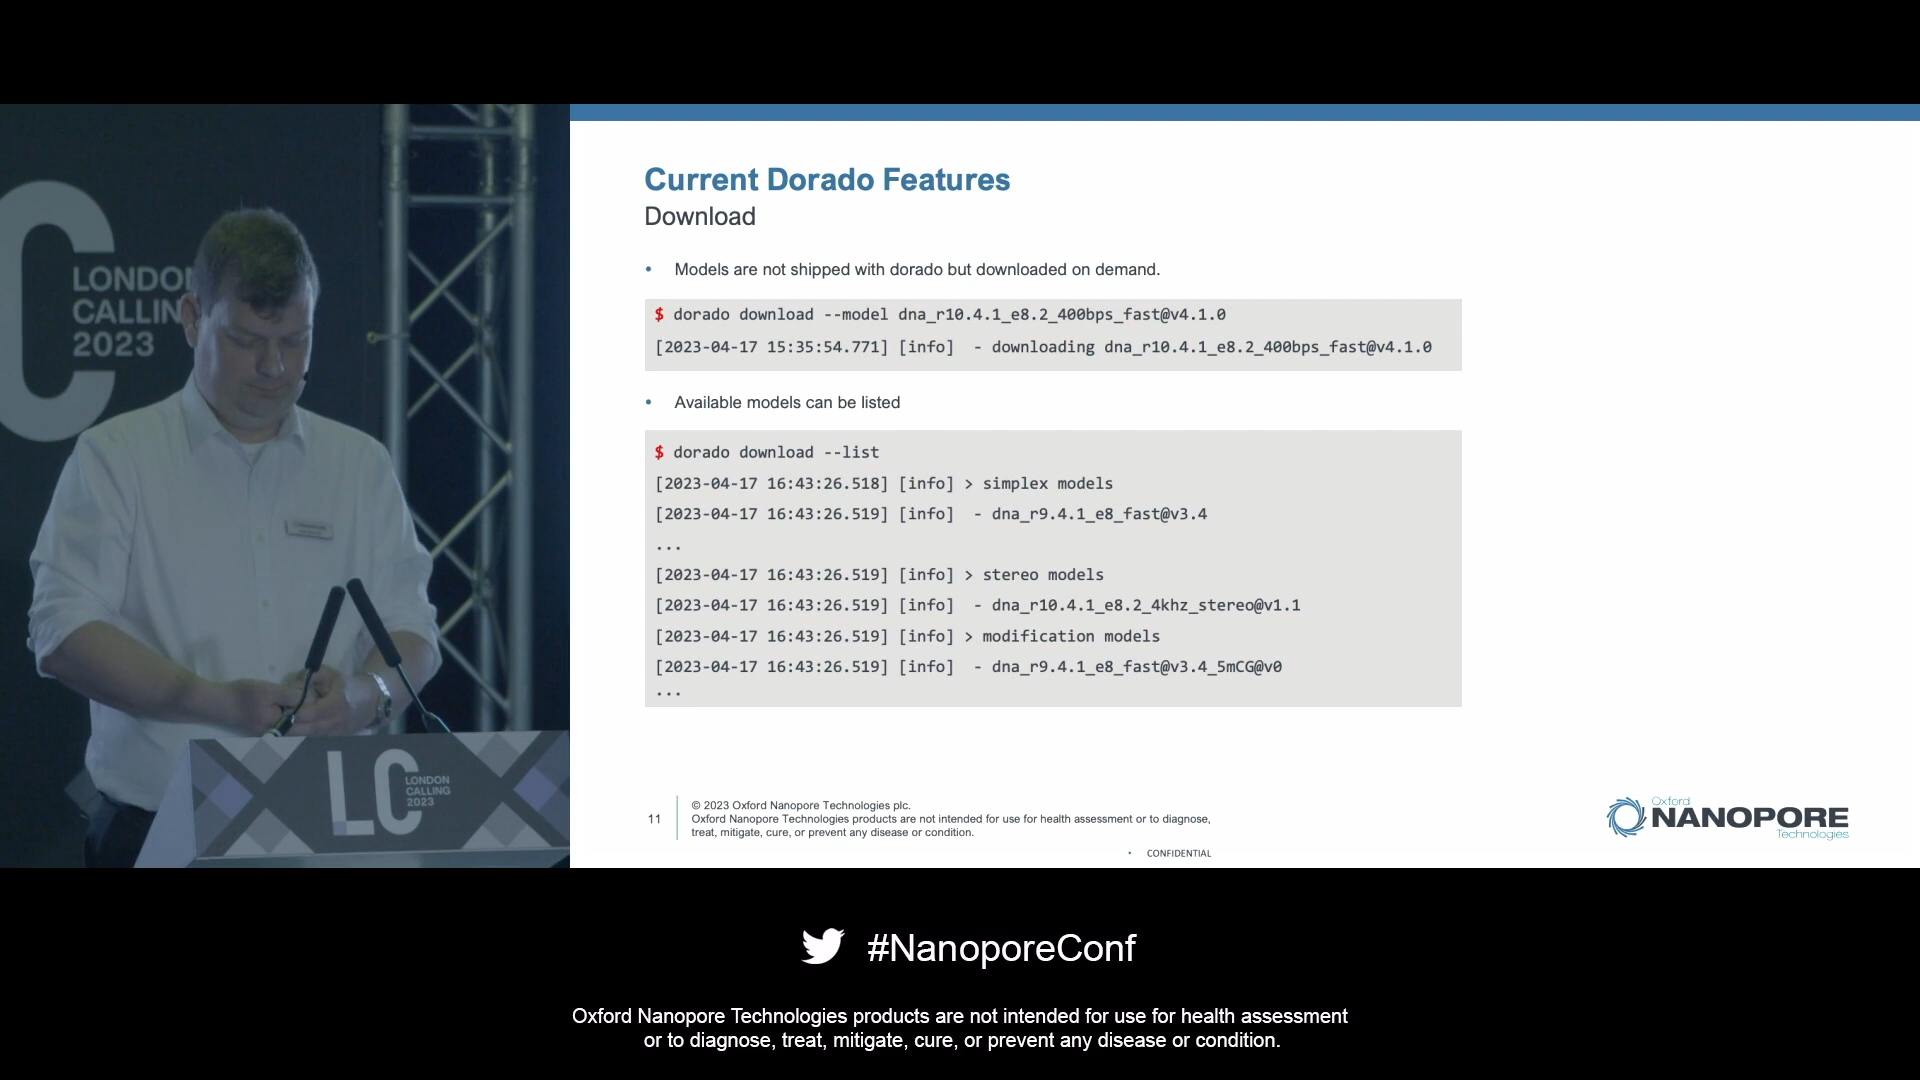 C
LONDON
CALLIN
2023
LC
LONDON
CALLING
2023
Current Dorado Features
Download
• Models are not shipped with dorado but downloaded on demand.
$ dorado download --model dna_r10.4.1_e8.2_400bps_fast@v4.1.0
[2023-04-17 15:35:54.771] [info]  - downloading dna_r10.4.1_e8.2_400bps_fast@v4.1.0
• Available models can be listed
$ dorado download --list
[2023-04-17 16:43:26.518] [info] > simplex models
[2023-04-17 16:43:26.519] [info]  - dna_r9.4.1_e8_fast@v3.4
...
[2023-04-17 16:43:26.519] [info] > stereo models
[2023-04-17 16:43:26.519] [info]  - dna_r10.4.1_e8.2_4khz_stereo@v1.1
[2023-04-17 16:43:26.519] [info] > modification models
[2023-04-17 16:43:26.519] [info]  - dna_r9.4.1_e8_fast@v3.4_5mCG@v0
...
11
© 2023 Oxford Nanopore Technologies plc.
Oxford Nanopore Technologies products are not intended for use for health assessment or to diagnose,
treat, mitigate, cure, or prevent any disease or condition.
• CONFIDENTIAL
Oxford
NANOPORE
Technologies
#NanoporeConf
Oxford Nanopore Technologies products are not intended for use for health assessment
or to diagnose, treat, mitigate, cure, or prevent any disease or condition.